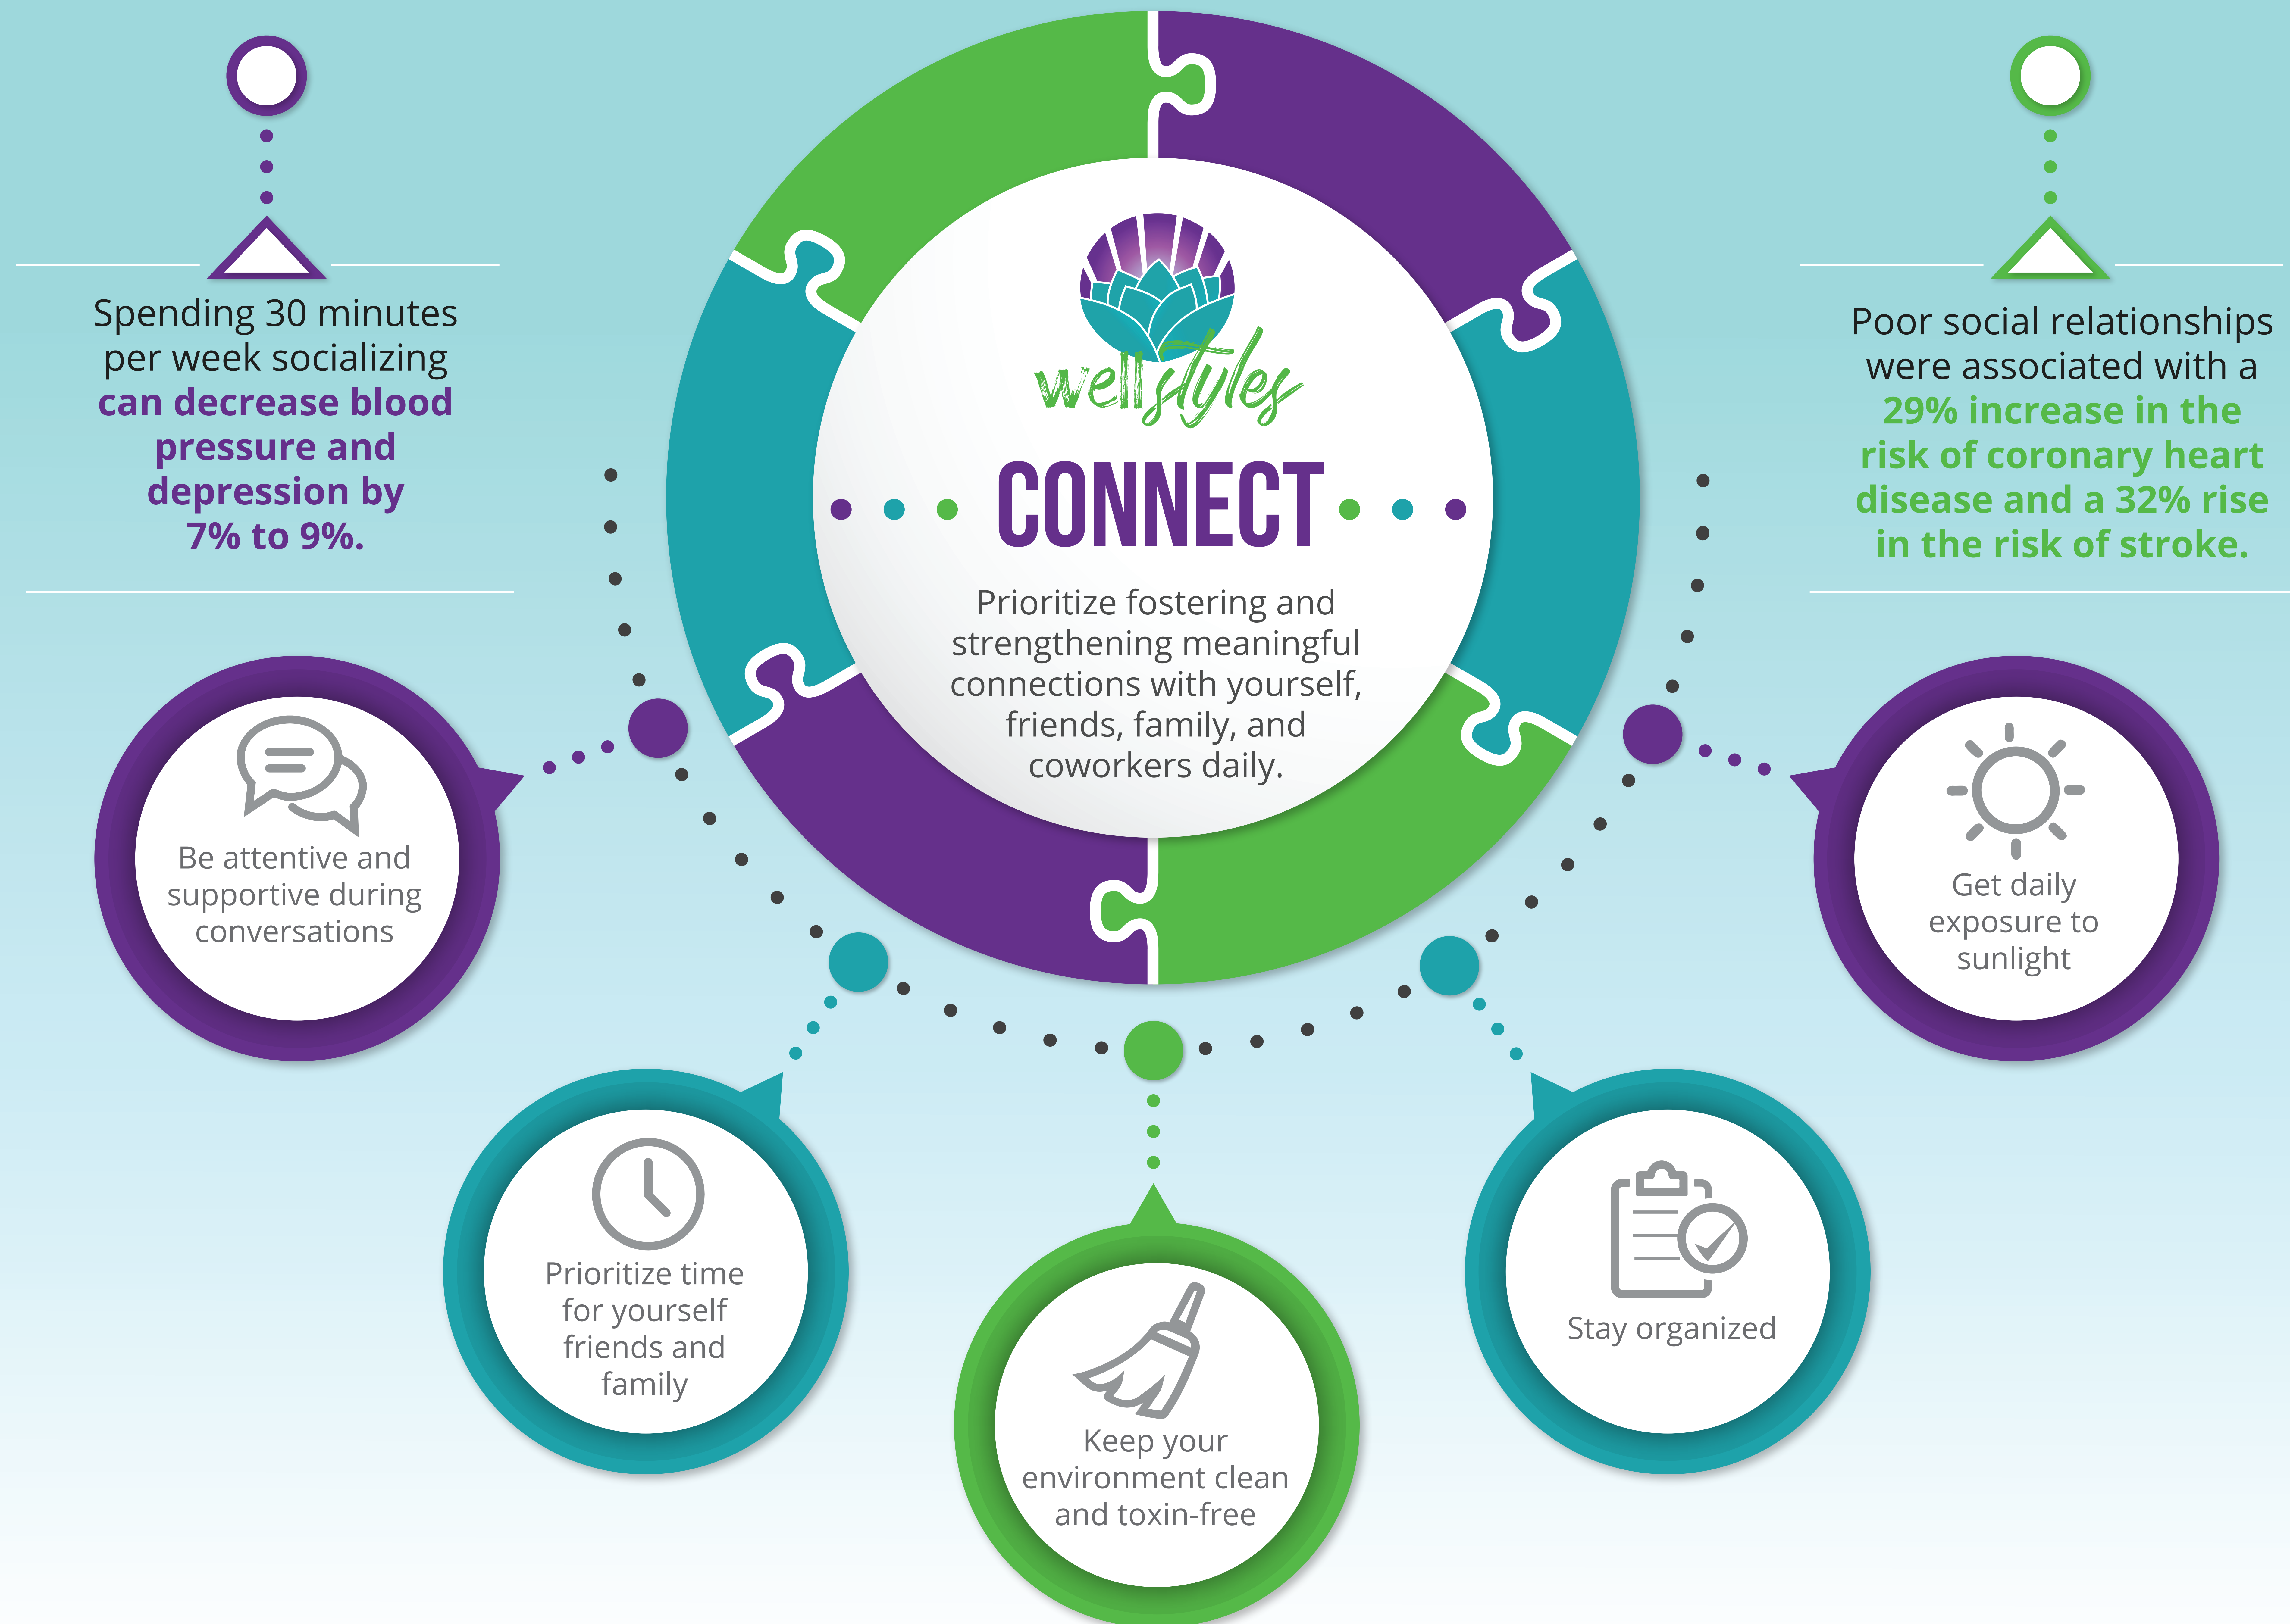 Spending 30 minutes
per week socializing
can decrease blood
pressure and
depression by
7% to 9%.
wellstyles
CONNECT
Prioritize fostering and
strengthening meaningful
connections with yourself,
friends, family, and
coworkers daily.
Poor social relationships
were associated with a
29% increase in the
risk of coronary heart
disease and a 32% rise
in the risk of stroke.
Be attentive and
supportive during
conversations
Prioritize time
for yourself
friends and
family
Keep your
environment clean
and toxin-free
Stay organized
Get daily
exposure to
sunlight